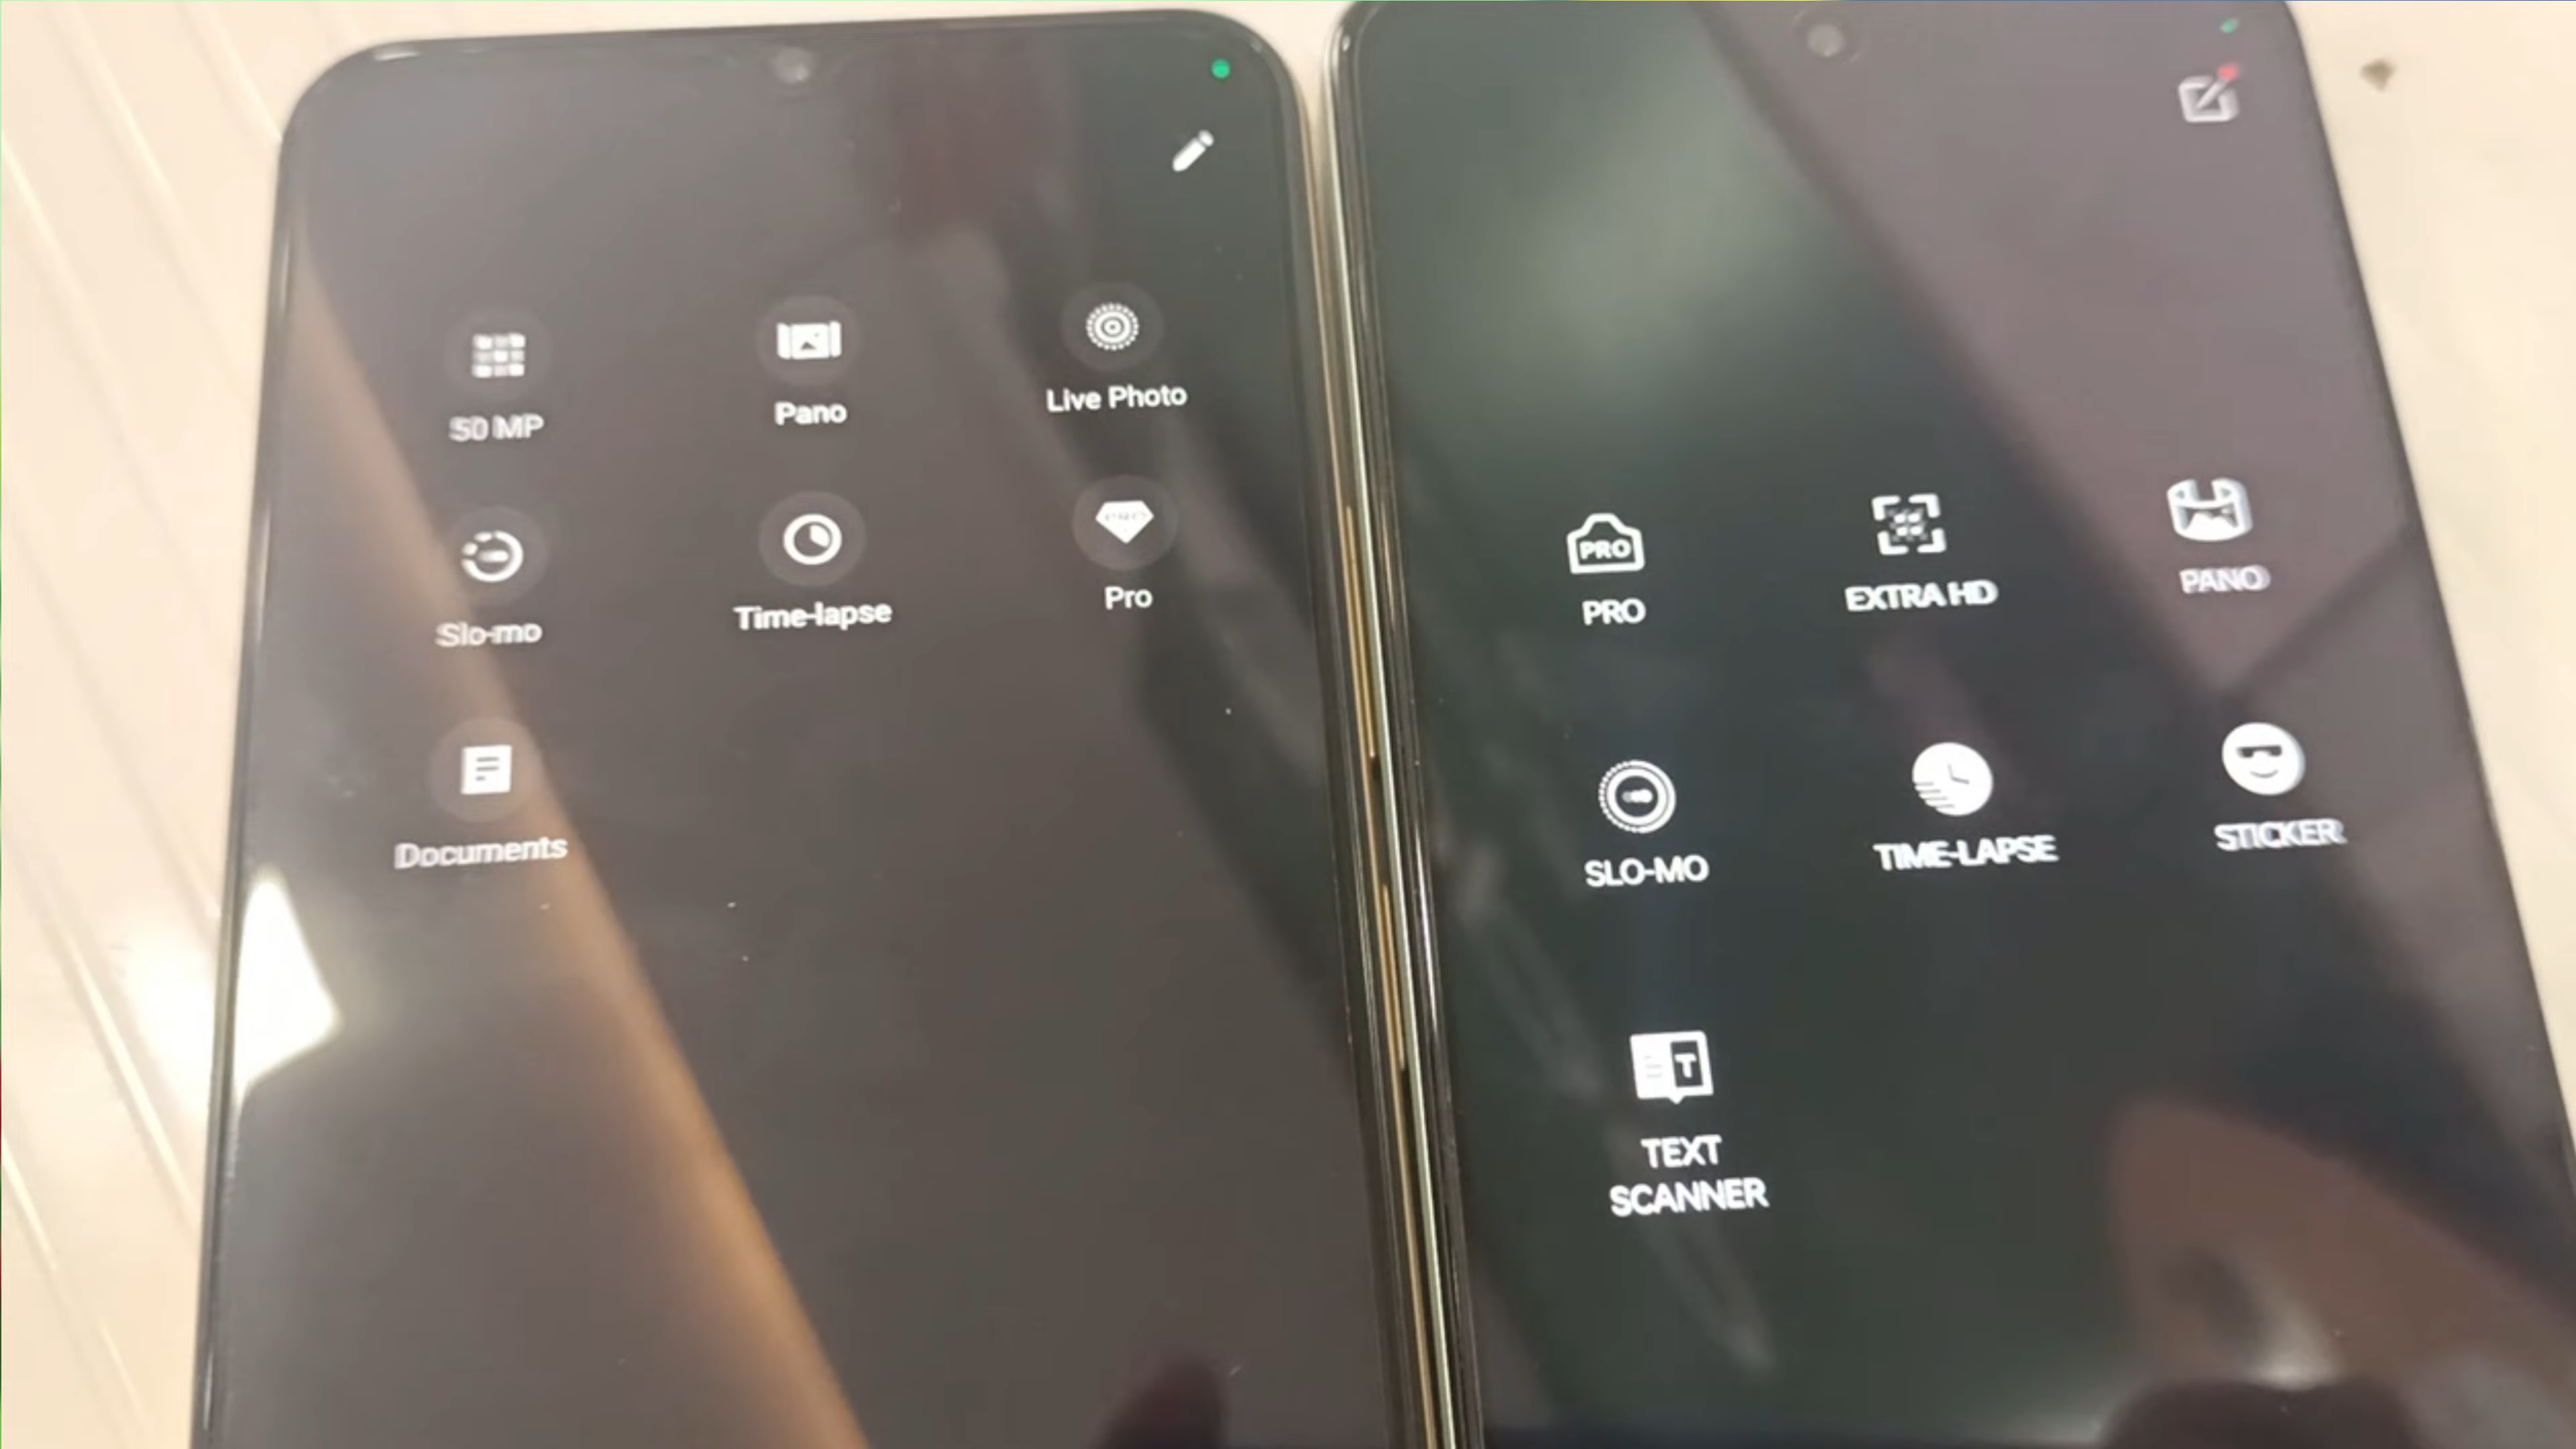 50 MP
Pano
Live Photo
Slo-mo
Time-lapse
Pro
Documents
PRO
PRO
EXTRA HD
PANO
SLO-MO
TIME-LAPSE
STICKER
T
TEXT
SCANNER